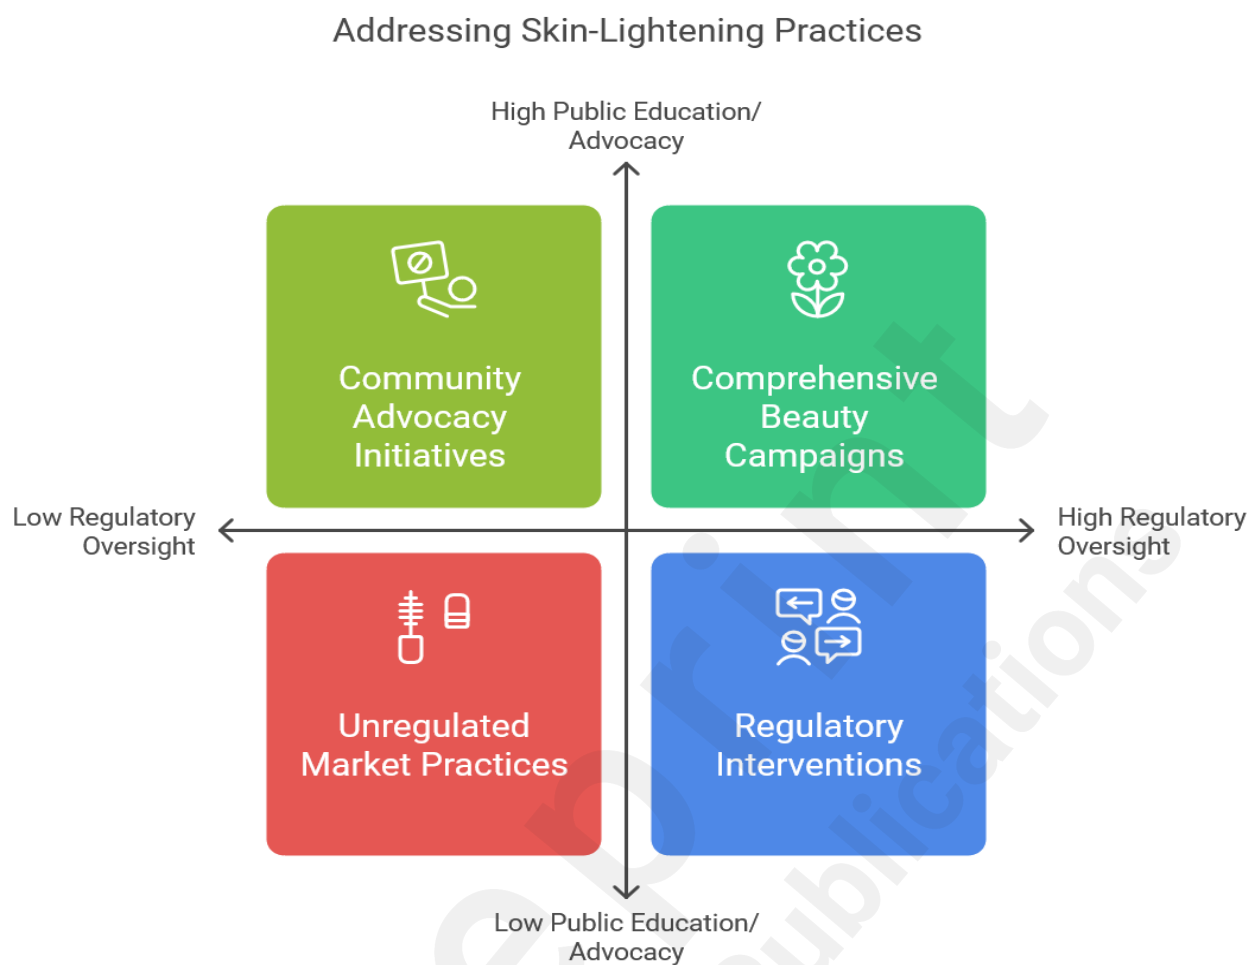 Addressing Skin-Lightening Practices
High Public Education/
Advocacy
Community
Advocacy
Initiatives
Comprehensive
Beauty
Campaigns
Low Regulatory
Oversight
High Regulatory
Oversight
Unregulated
Market Practices
Regulatory
Interventions
Low Public Education/
Advocacy